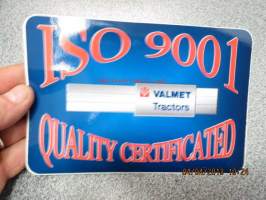 ISO 9001
VALMET
Tractors
QUALITY CERTIFICATED